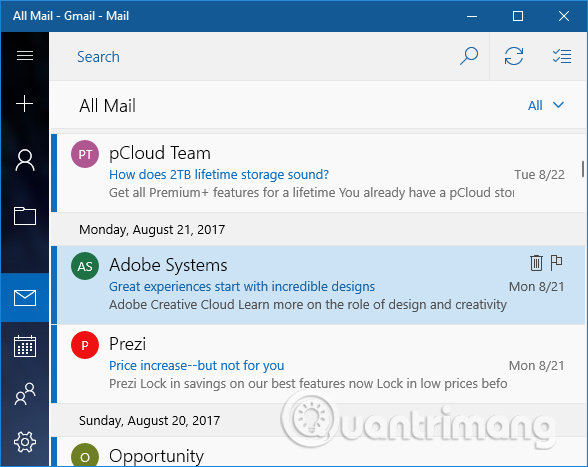 All Mail - Gmail - Mail
Search
All Mail
All
PT
pCloud Team
How does 2TB lifetime storage sound?
Tue 8/22
Get all Premium+ features for a lifetime You already have a pCloud stor
Monday, August 21, 2017
AS
Adobe Systems
Great experiences start with incredible designs
Mon 8/21
Adobe Creative Cloud Learn more on the role of design and creativity
P
Prezi
Price increase--but not for you
Mon 8/21
Prezi Lock in savings on our best features now Lock in low prices befo
Sunday, August 20, 2017
O
Opportunity
Quantrimang